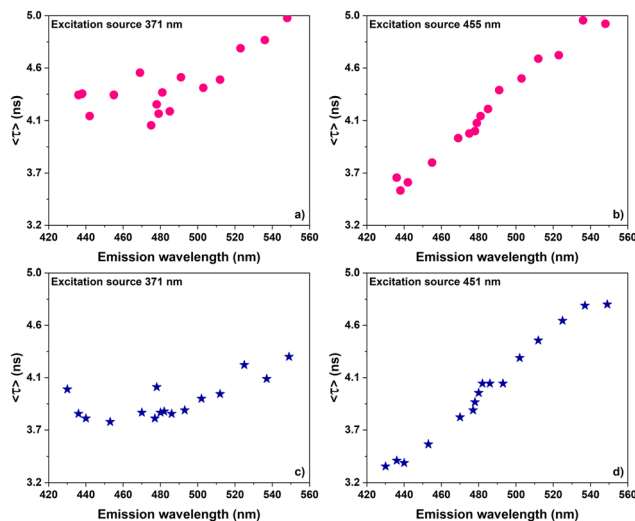 Excitation source 371 nm
5.0
4.6
4.1
3.7
3.2
<τ> (ns)
a)
420 440 460 480 500 520 540 560
Emission wavelength (nm)
Excitation source 455 nm
5.0
4.6
4.1
3.7
3.2
<τ> (ns)
b)
420 440 460 480 500 520 540 560
Emission wavelength (nm)
Excitation source 371 nm
5.0
4.6
4.1
3.7
3.2
<τ> (ns)
c)
420 440 460 480 500 520 540 560
Emission wavelength (nm)
Excitation source 451 nm
5.0
4.6
4.1
3.7
3.2
<τ> (ns)
d)
420 440 460 480 500 520 540 560
Emission wavelength (nm)